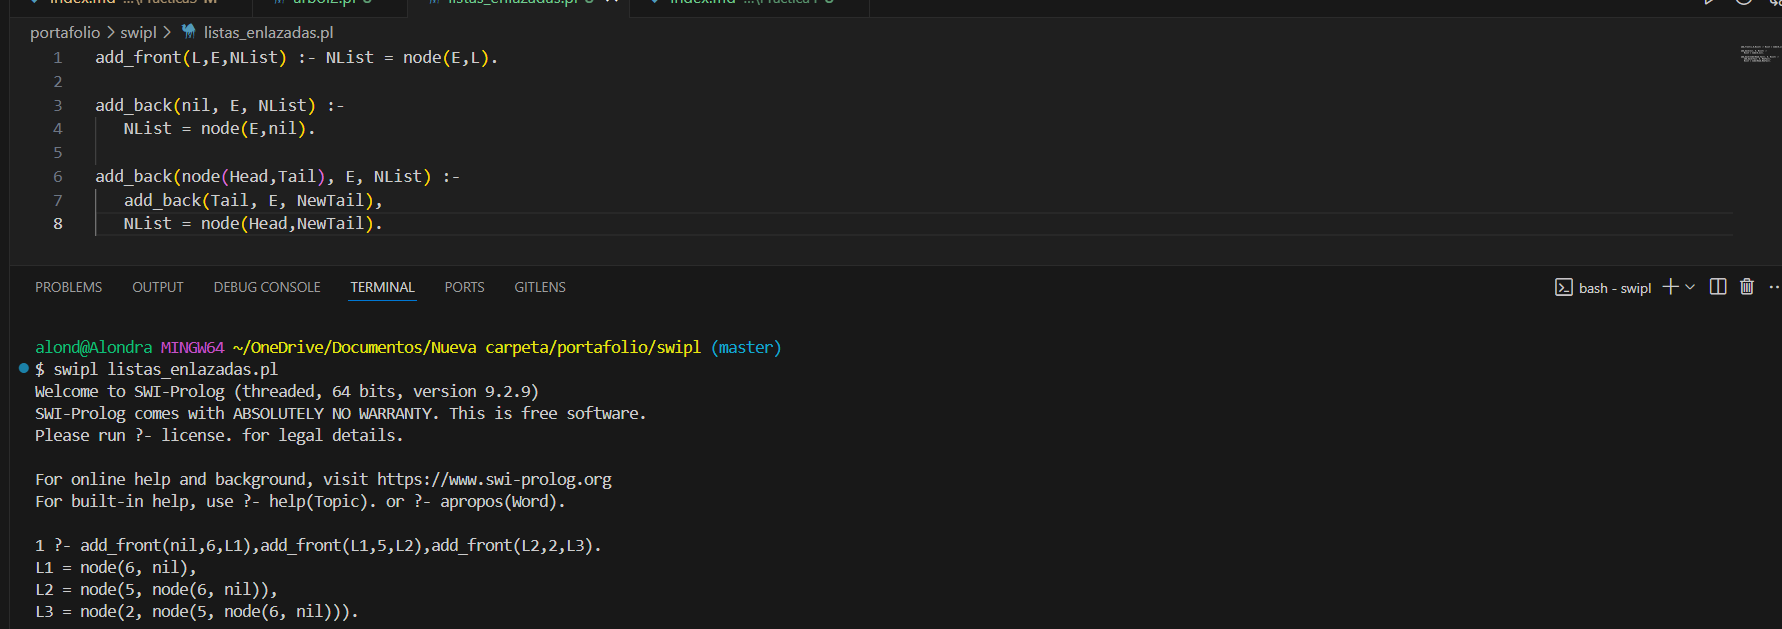 portafolio > swipl > listas_enlazadas.pl
1 add_front(L,E,NList) :- NList = node(E,L).
2
3 add_back(nil, E, NList) :-
4 NList = node(E,nil).
5
6 add_back(node(Head,Tail), E, NList) :-
7 add_back(Tail, E, NewTail),
8 NList = node(Head,NewTail).
PROBLEMS OUTPUT DEBUG CONSOLE TERMINAL PORTS GITLENS bash - swipl
alond@Alondra MINGW64 ~/OneDrive/Documentos/Nueva carpeta/portafolio/swipl (master)
$ swipl listas_enlazadas.pl
Welcome to SWI-Prolog (threaded, 64 bits, version 9.2.9)
SWI-Prolog comes with ABSOLUTELY NO WARRANTY. This is free software.
Please run ?- license. for legal details.
For online help and background, visit https://www.swi-prolog.org
For built-in help, use ?- help(Topic). or ?- apropos(Word).
1 ?- add_front(nil,6,L1),add_front(L1,5,L2),add_front(L2,2,L3).
L1 = node(6, nil),
L2 = node(5, node(6, nil)),
L3 = node(2, node(5, node(6, nil))).